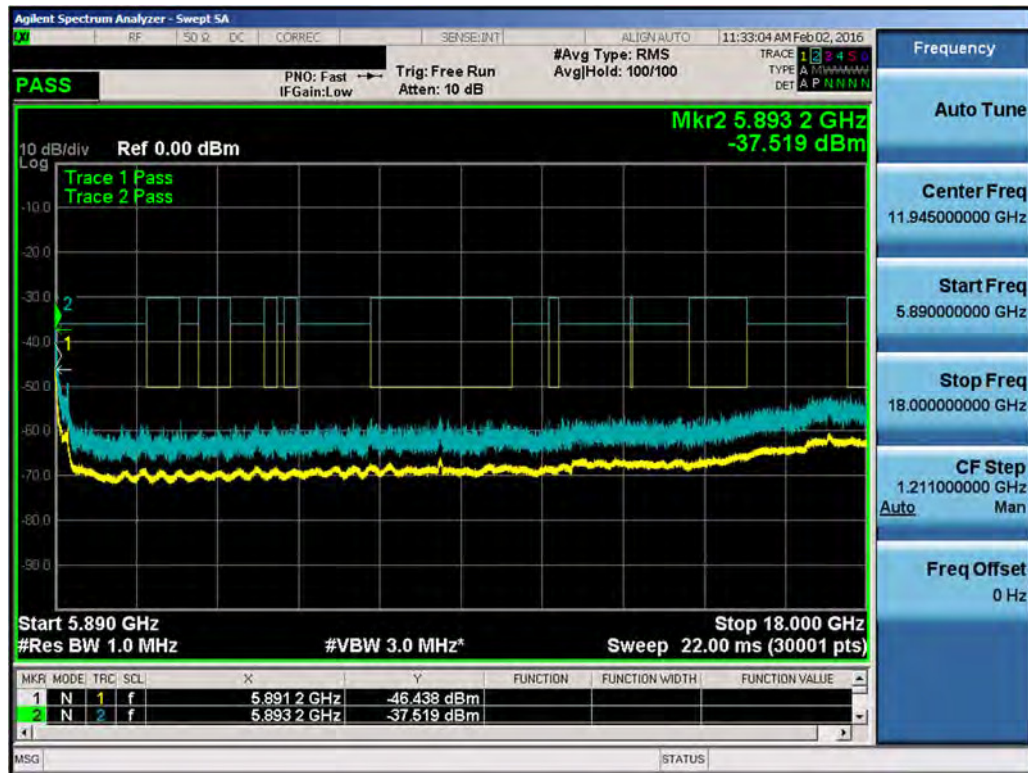 Agilent Spectrum Analyzer - Swept SA
LXI RF 50 Ω DC CORREC SENSE:INT ALIGN AUTO 11:33:04 AM Feb 02, 2016
PASS
PNO: Fast
IFGain:Low
Trig: Free Run
Atten: 10 dB
#Avg Type: RMS
Avg|Hold: 100/100
TRACE 1 2 3 4 5 6
TYPE A M
DET A P N N N N
Mkr2 5.893 2 GHz
-37.519 dBm
10 dB/div Ref 0.00 dBm
Log
Trace 1 Pass
Trace 2 Pass
-10.0
-20.0
-30.0
2
-40.0
1
-50.0
-60.0
-70.0
-80.0
-90.0
Start 5.890 GHz Stop 18.000 GHz
#Res BW 1.0 MHz #VBW 3.0 MHz* Sweep 22.00 ms (30001 pts)
MKR MODE TRC SCL X Y FUNCTION FUNCTION WIDTH FUNCTION VALUE
1 N 1 f 5.891 2 GHz -46.438 dBm
2 N 2 f 5.893 2 GHz -37.519 dBm
MSG STATUS
Frequency
Auto Tune
Center Freq
11.945000000 GHz
Start Freq
5.890000000 GHz
Stop Freq
18.000000000 GHz
CF Step
1.211000000 GHz
Auto Man
Freq Offset
0 Hz